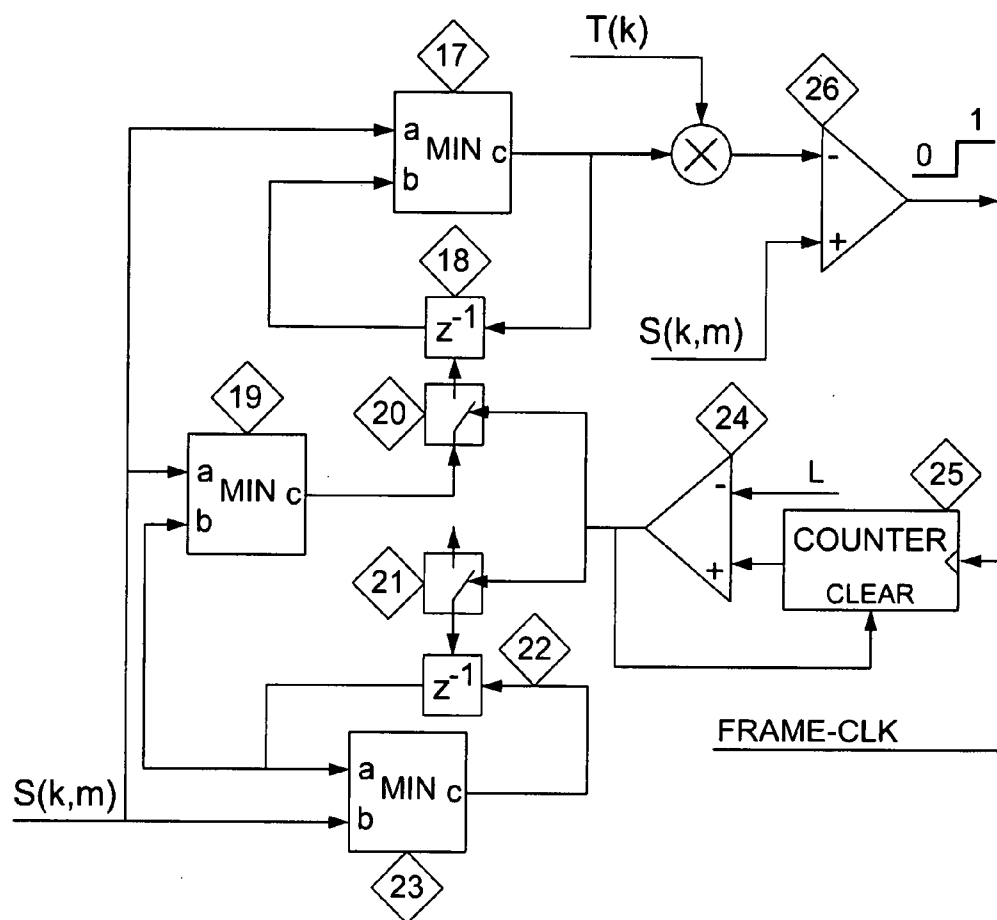 17
T(k)
26
a
MIN
c
b
0
1
-
+
18
z⁻¹
S(k,m)
19
20
24
a
MIN
c
b
-
L
25
COUNTER
+
CLEAR
21
22
z⁻¹
FRAME-CLK
S(k,m)
a
MIN
c
b
23